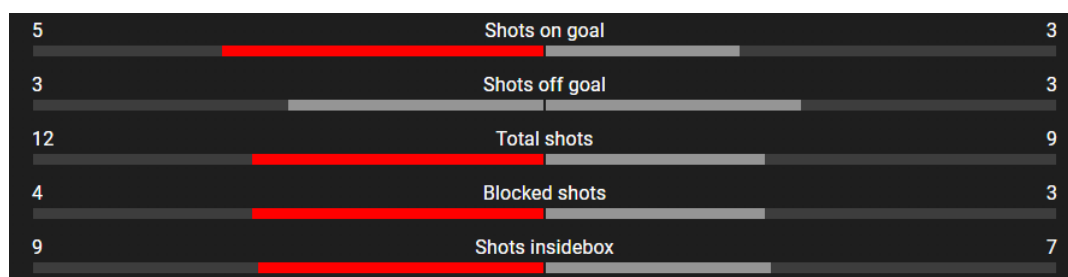 5 Shots on goal 3
3 Shots off goal 3
12 Total shots 9
4 Blocked shots 3
9 Shots insidebox 7